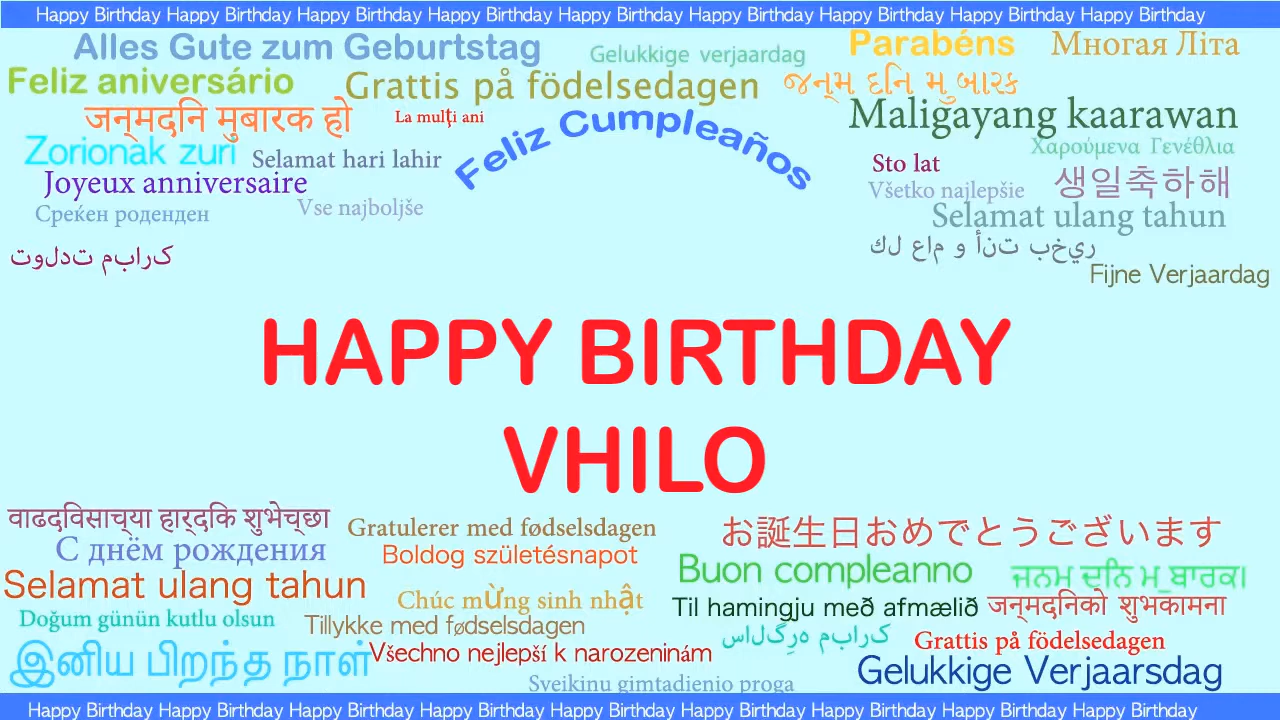 Happy Birthday Happy Birthday Happy Birthday Happy Birthday Happy Birthday Happy Birthday Happy Birthday Happy Birthday Happy Birthday
Alles Gute zum Geburtstag
Gelukkige verjaardag
Parabéns
Многая Літа
Feliz aniversário
Grattis på födelsedagen
જન્મ દિન મુબારક
जन्मदिन मुबारक हो
La mulţi ani
Feliz Cumpleaños
Maligayang kaarawan
Zorionak zuri
Selamat hari lahir
Sto lat
Χαρούμενα Γενέθλια
Joyeux anniversaire
Všetko najlepšie
생일축하해
Среќен роденден
Vse najboljše
Selamat ulang tahun
تولدت مبارک
كل عام و أنت بخير
Fijne Verjaardag
HAPPY BIRTHDAY
VHILO
वाढदिवसाच्या हार्दिक शुभेच्छा
Gratulerer med fødselsdagen
お誕生日おめでとうございます
С днём рождения
Boldog születésnapot
Buon compleanno
ਜਨਮ ਦਿਨ ਮੁਬਾਰਕ।
Selamat ulang tahun
Chúc mừng sinh nhật
Til hamingju með afmælið
जन्मदिनको शुभकामना
Doğum günün kutlu olsun
Tillykke med fødselsdagen
سالگرہ مبارک
Grattis på födelsedagen
இனிய பிறந்த நாள்
Všechno nejlepší k narozeninám
Gelukkige Verjaarsdag
Sveikinu gimtadienio proga
Happy Birthday Happy Birthday Happy Birthday Happy Birthday Happy Birthday Happy Birthday Happy Birthday Happy Birthday Happy Birthday